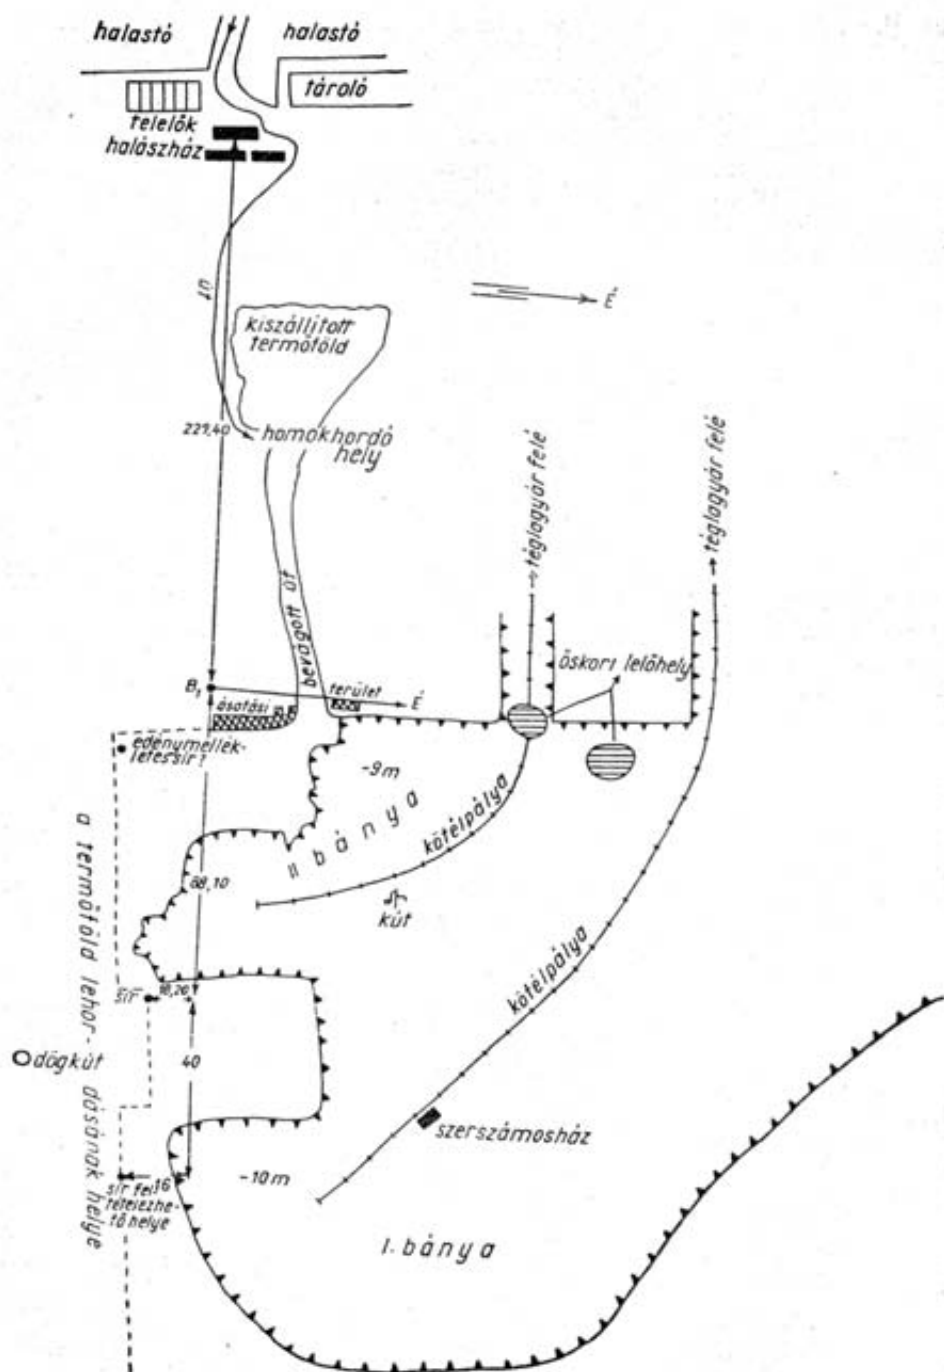 halastó
halastó
tároló
telelők
halászház
út
É
kiszállított
termőföld
221,40
homokhordó
hely
→téglagyár felé
→téglagyár felé
bevágott út
őskori lelőhely
B1
É
ásatási
terület
edénymellék-
letes sír?
-9m
II bánya
kötélpálya
68,10
kút
kötélpálya
a termőföld lehor- dásának helye
sír
18,20
dögkút
40
szerszámosház
-10m
16
sír fel-
tételezhe-
tő helye
I. bánya